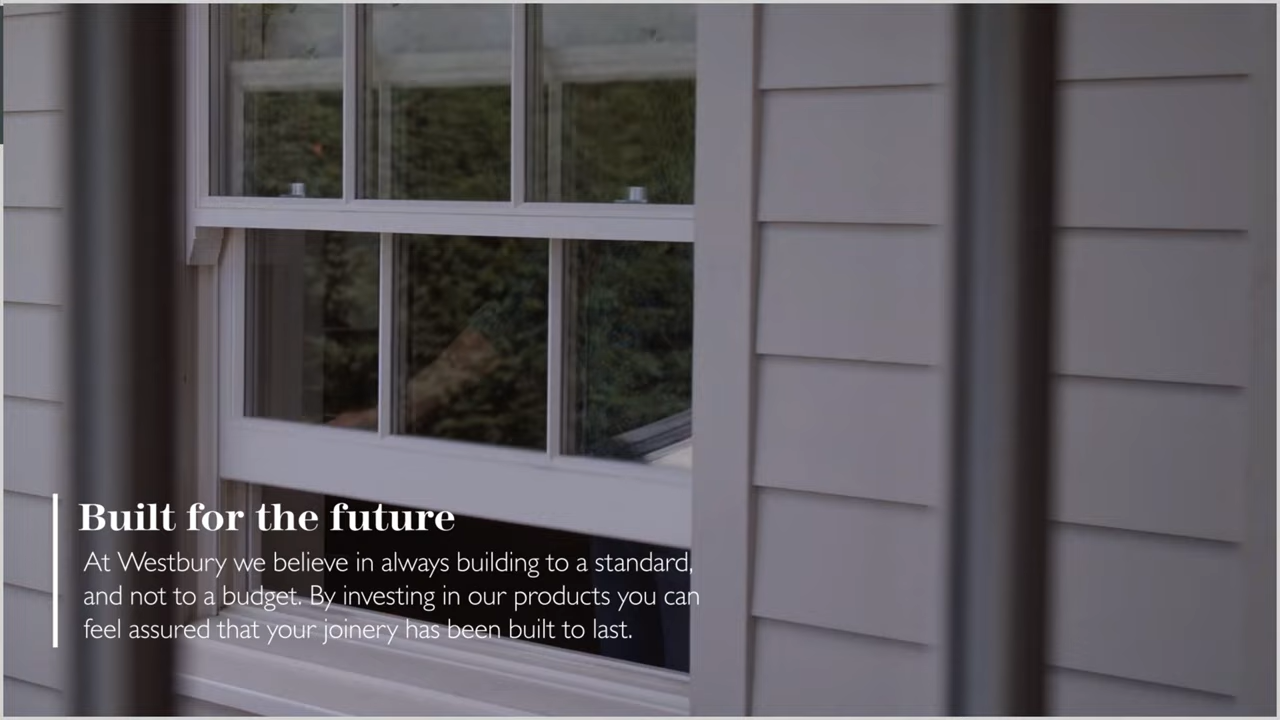 Built for the future
At Westbury we believe in always building to a standard,
and not to a budget. By investing in our products you can
feel assured that your joinery has been built to last.